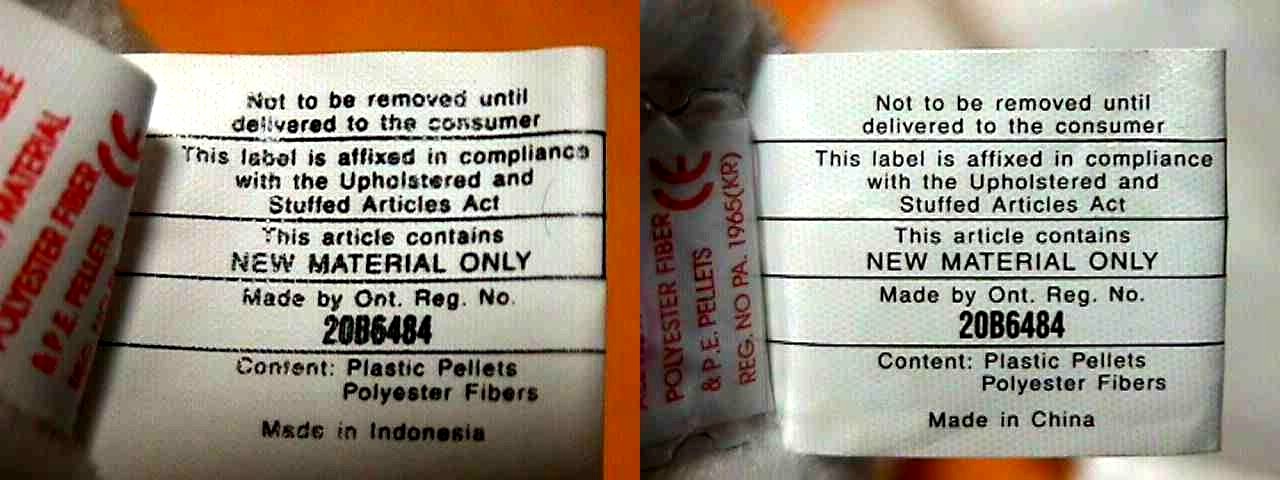 BLE
MATERIAL
POLYESTER FIBER
& P.E. PELLETS
CE
Not to be removed until
delivered to the consumer
This label is affixed in compliance
with the Upholstered and
Stuffed Articles Act
This article contains
NEW MATERIAL ONLY
Made by Ont. Reg. No.
20B6484
Content: Plastic Pellets
Polyester Fibers
Made in Indonesia
POLYESTER FIBER
& P.E. PELLETS
REG. NO PA. 1965(KR)
CE
Not to be removed until
delivered to the consumer
This label is affixed in compliance
with the Upholstered and
Stuffed Articles Act
This article contains
NEW MATERIAL ONLY
Made by Ont. Reg. No.
20B6484
Content: Plastic Pellets
Polyester Fibers
Made in China